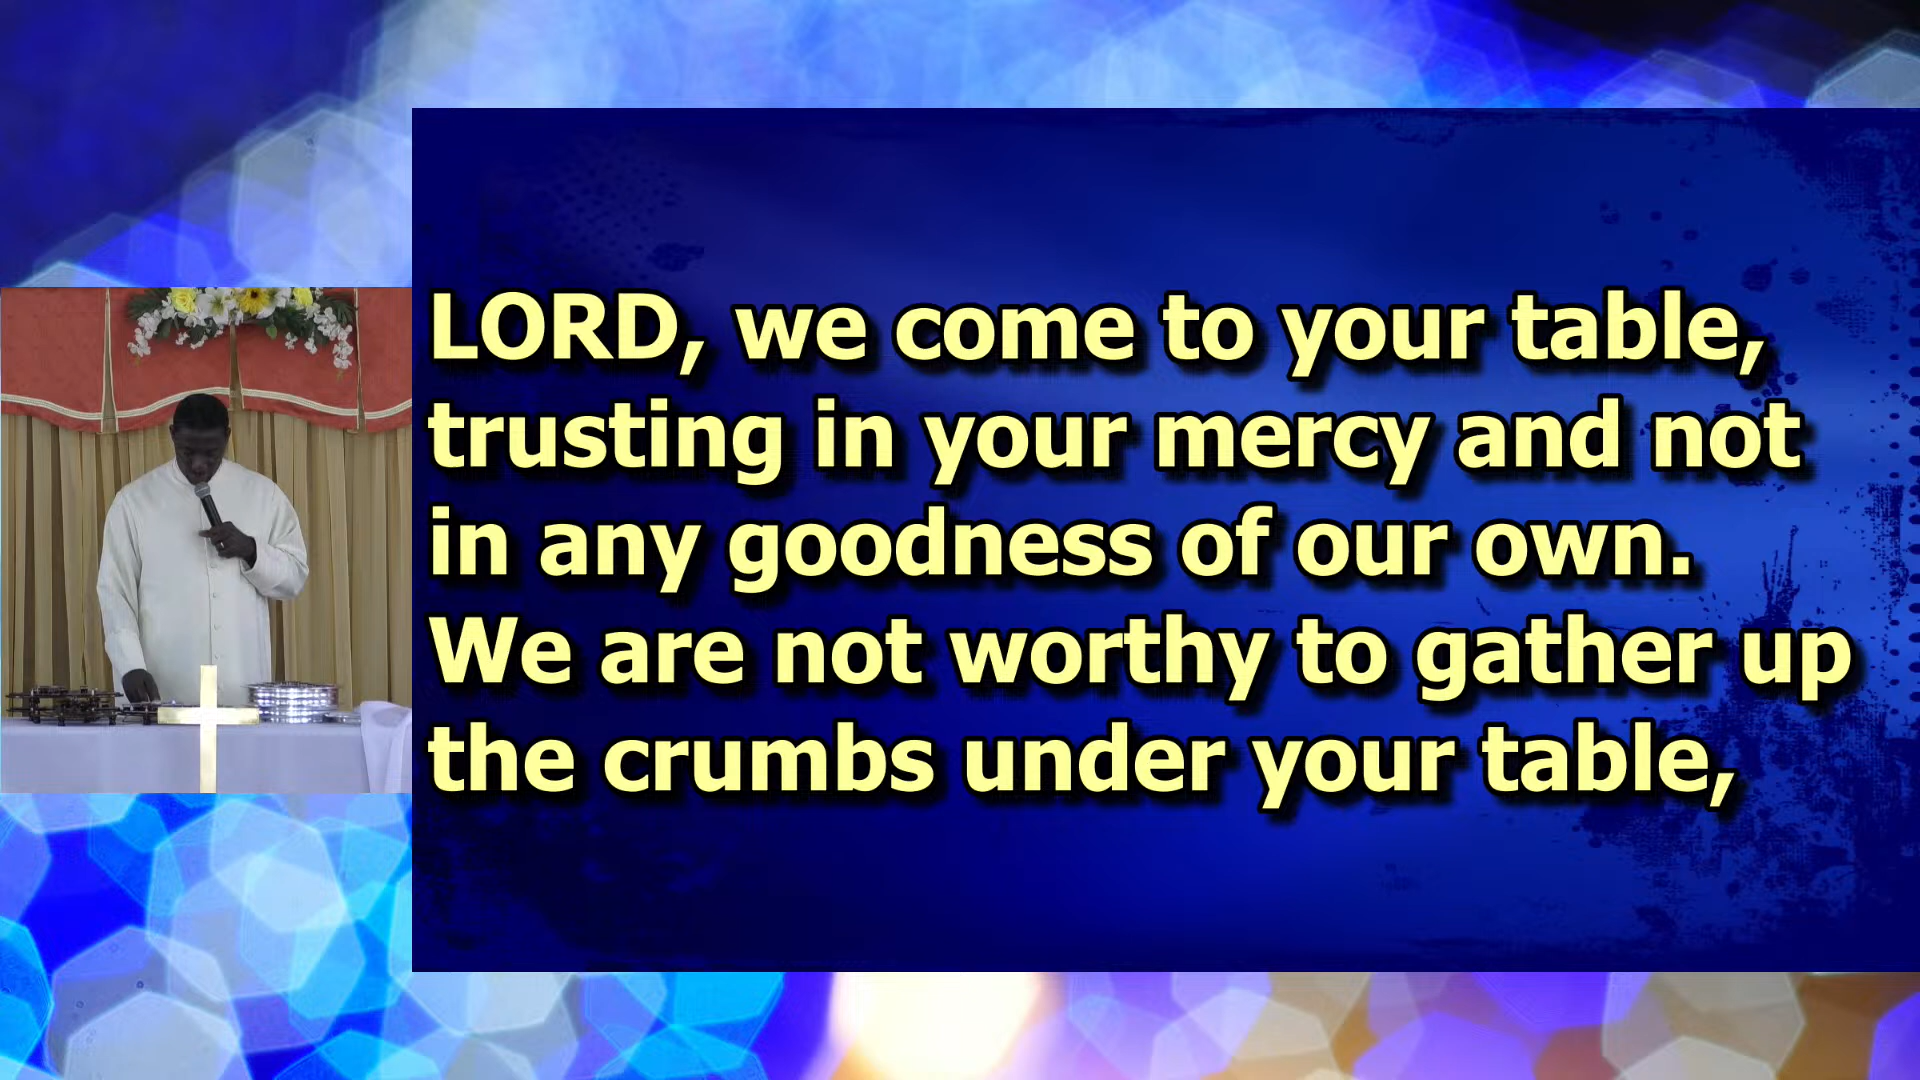 LORD, we come to your table,
trusting in your mercy and not
in any goodness of our own.
We are not worthy to gather up
the crumbs under your table,